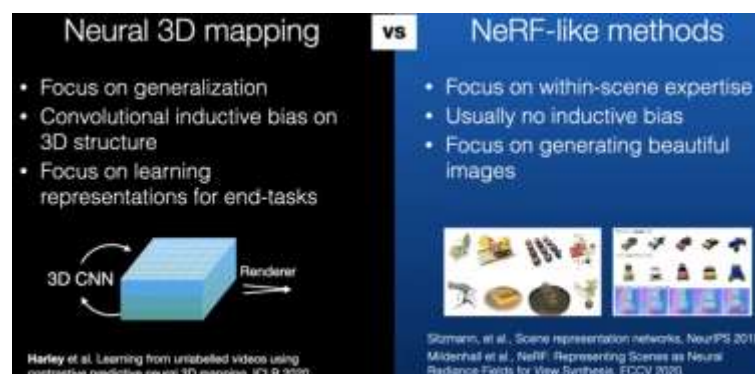 Neural 3D mapping
vs
NeRF-like methods
• Focus on generalization
• Convolutional inductive bias on
3D structure
• Focus on learning
representations for end-tasks
• Focus on within-scene expertise
• Usually no inductive bias
• Focus on generating beautiful
images
3D CNN
Renderer
Harley et al. Learning from unlabelled videos using
contrastive predictive neural 3D mapping. ICLR 2020
Sitzmann, et al., Scene representation networks, NeurIPS 201
Mildenhall et al., NeRF: Representing Scenes as Neural
Radiance Fields for View Synthesis, ECCV 2020